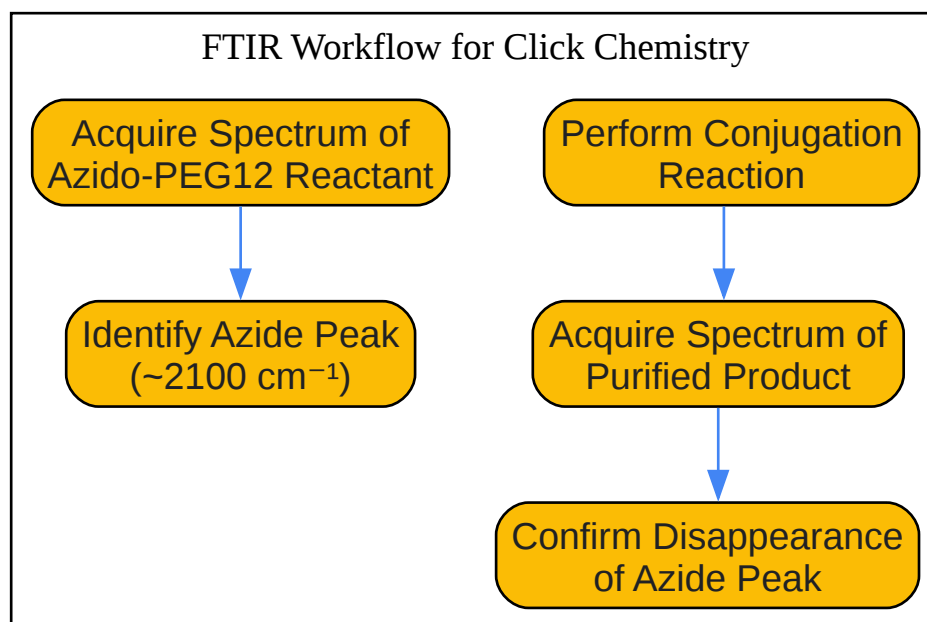 FTIR Workflow for Click Chemistry
Acquire Spectrum of
Azido-PEG12 Reactant
Identify Azide Peak
(~2100 cm⁻¹)
Perform Conjugation
Reaction
Acquire Spectrum of
Purified Product
Confirm Disappearance
of Azide Peak